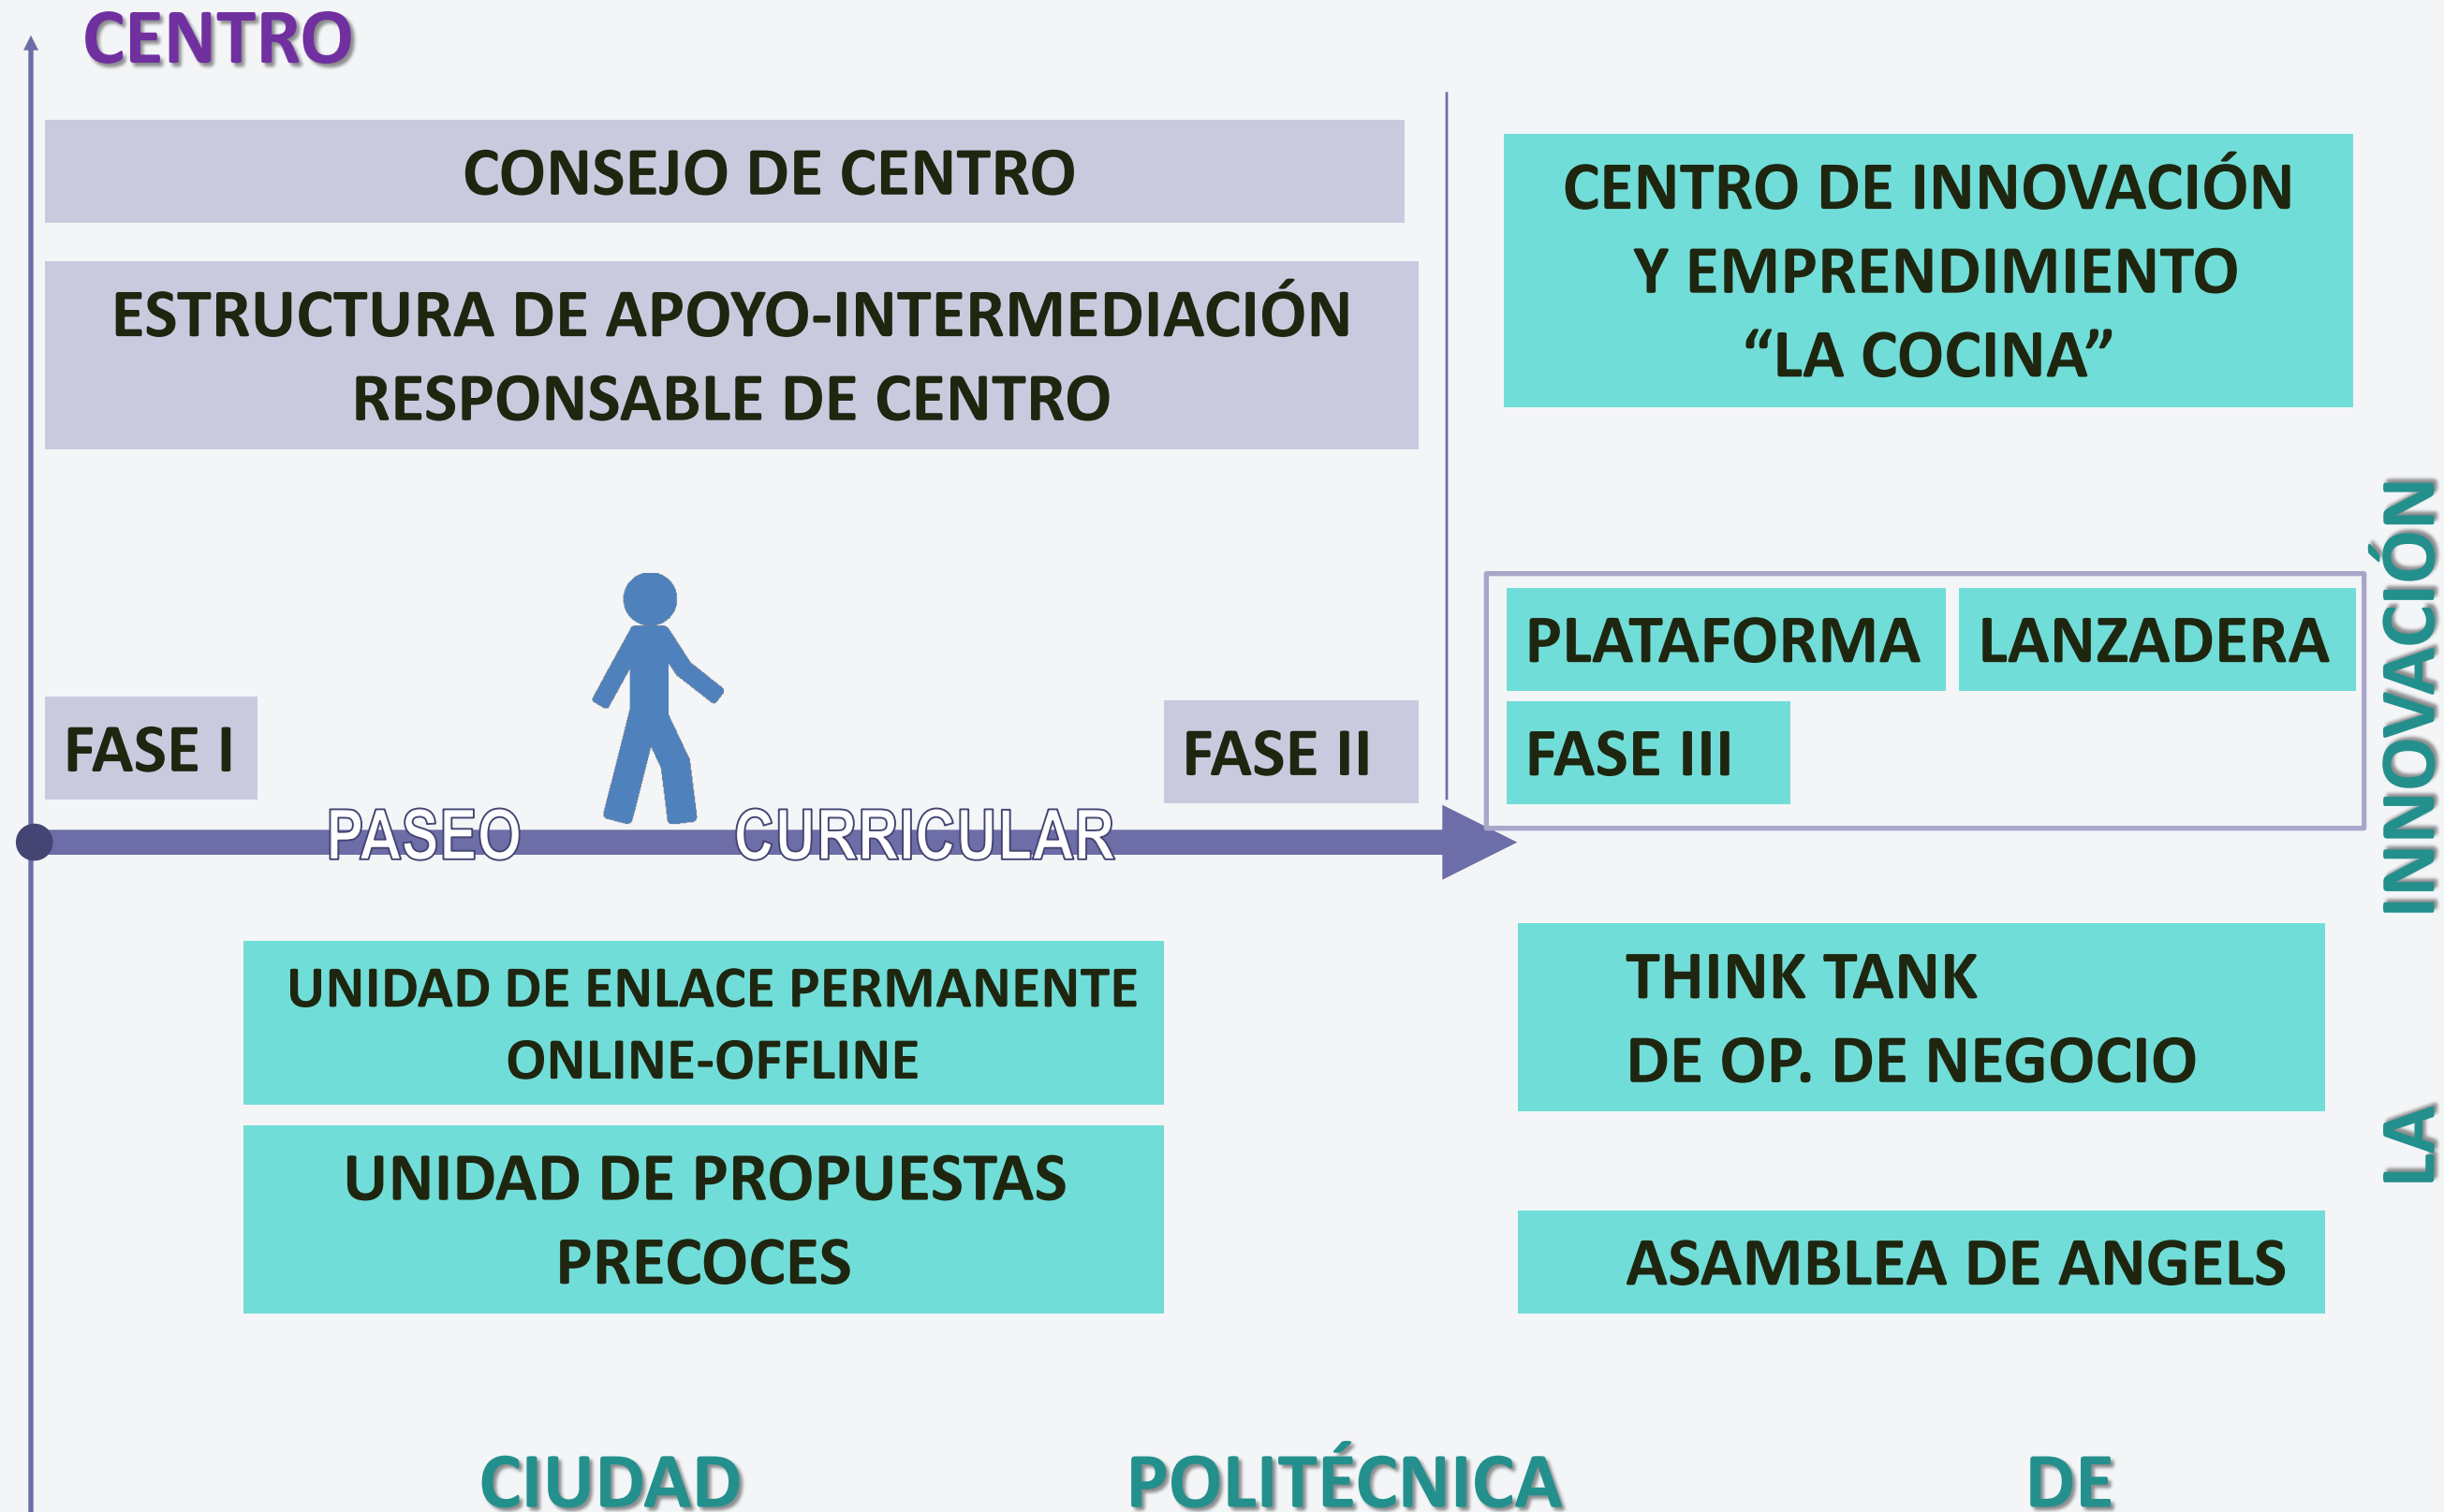 CENTRO
CONSEJO DE CENTRO
ESTRUCTURA DE APOYO-INTERMEDIACIÓN
RESPONSABLE DE CENTRO
CENTRO DE INNOVACIÓN
Y EMPRENDIMIENTO
“LA COCINA”
PLATAFORMA
LANZADERA
FASE I
FASE II
FASE III
PASEO CURRICULAR
UNIDAD DE ENLACE PERMANENTE
ONLINE-OFFLINE
UNIDAD DE PROPUESTAS
PRECOCES
THINK TANK
DE OP. DE NEGOCIO
ASAMBLEA DE ANGELS
CIUDAD POLITÉCNICA DE
LA INNOVACIÓN